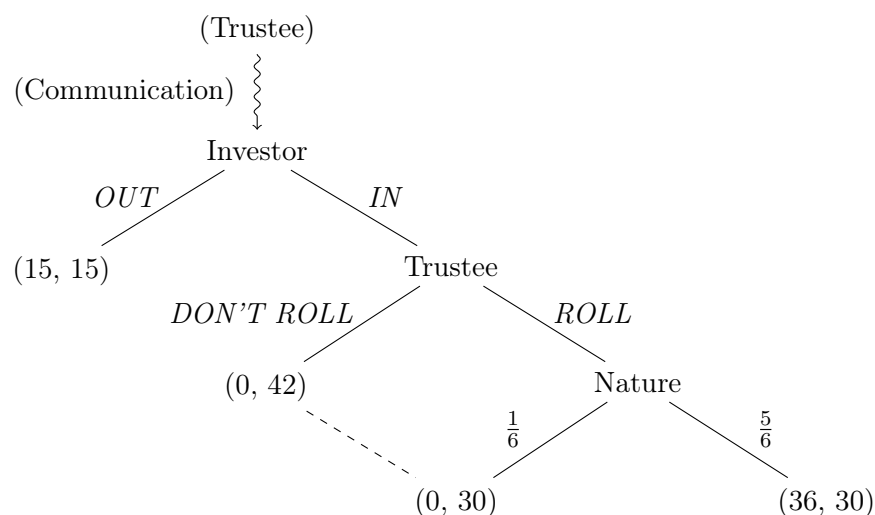 (Trustee)
(Communication)
Investor
OUT
IN
(15, 15)
Trustee
DON'T ROLL
ROLL
(0, 42)
Nature
1/6
5/6
(0, 30)
(36, 30)